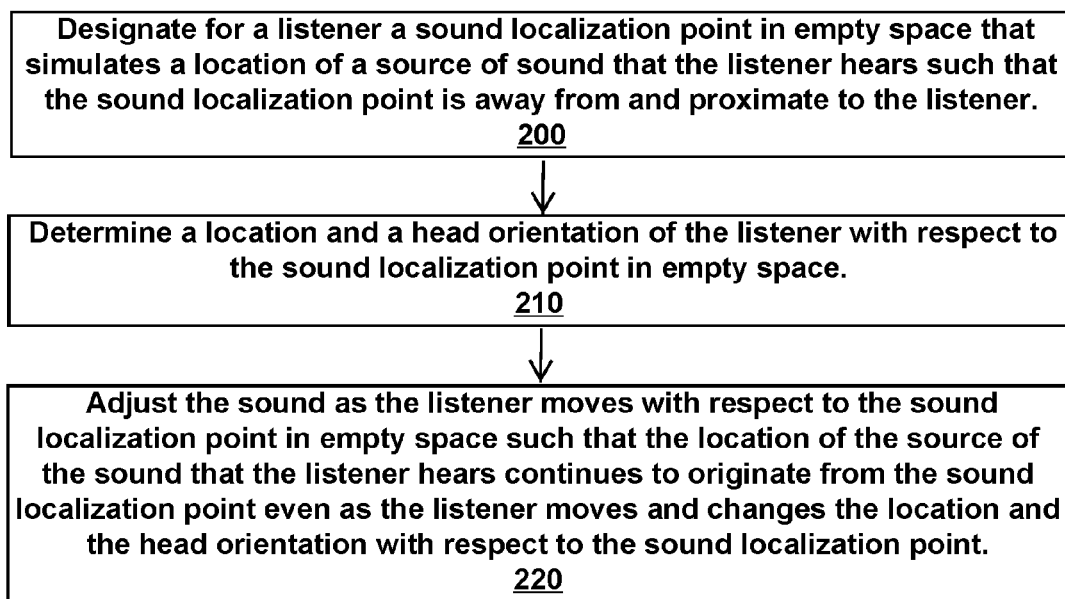 Designate for a listener a sound localization point in empty space that
simulates a location of a source of sound that the listener hears such that
the sound localization point is away from and proximate to the listener.
200
Determine a location and a head orientation of the listener with respect to
the sound localization point in empty space.
210
Adjust the sound as the listener moves with respect to the sound
localization point in empty space such that the location of the source of
the sound that the listener hears continues to originate from the sound
localization point even as the listener moves and changes the location and
the head orientation with respect to the sound localization point.
220